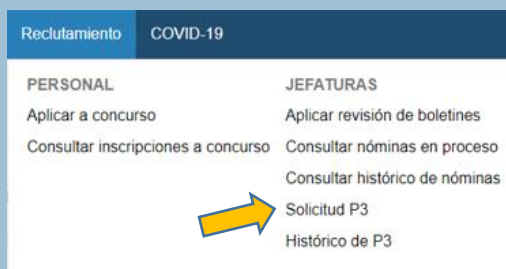 Reclutamiento COVID-19
PERSONAL
Aplicar a concurso
Consultar inscripciones a concurso
JEFATURAS
Aplicar revisión de boletines
Consultar nóminas en proceso
Consultar histórico de nóminas
Solicitud P3
Histórico de P3